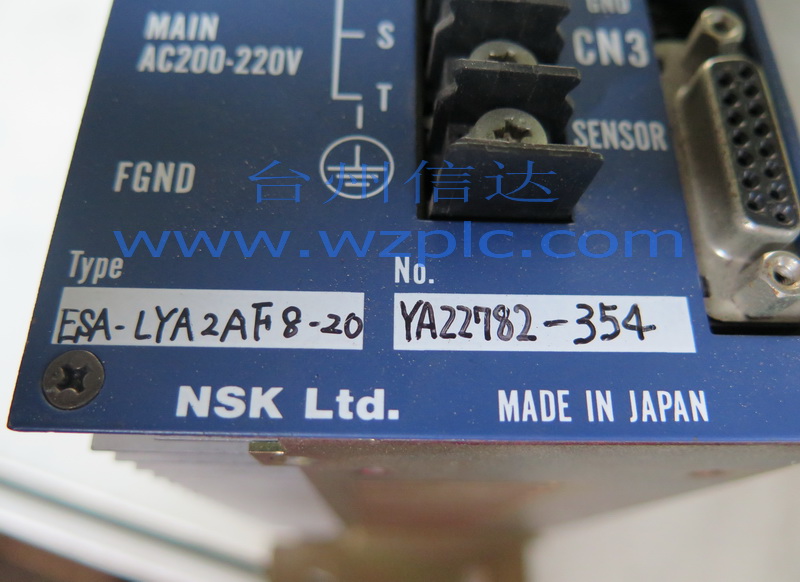 GND
MAIN
AC200-220V
S
CN3
T
SENSOR
FGND
台州信达
www.wzplc.com
Type
No.
ESA-LYA2AF8-20
YA22782-354
NSK Ltd.
MADE IN JAPAN